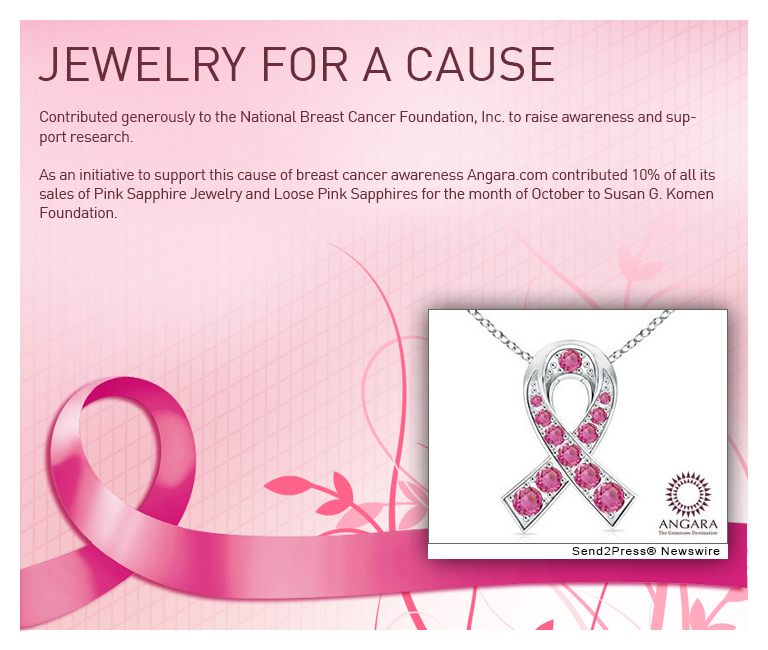 JEWELRY FOR A CAUSE
Contributed generously to the National Breast Cancer Foundation, Inc. to raise awareness and sup-
port research.
As an initiative to support this cause of breast cancer awareness Angara.com contributed 10% of all its
sales of Pink Sapphire Jewelry and Loose Pink Sapphires for the month of October to Susan G. Komen
Foundation.
ANGARA
The Gemstone Destination
Send2Press® Newswire